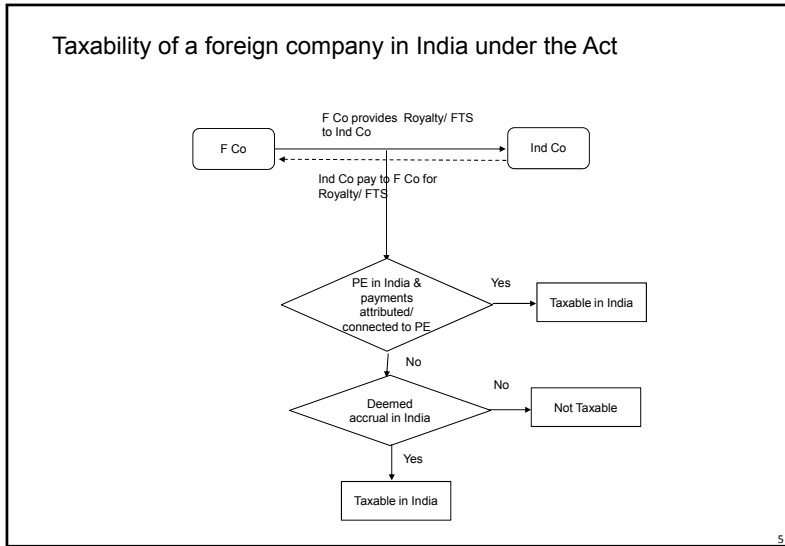 Taxability of a foreign company in India under the Act
F Co provides Royalty/ FTS
to Ind Co
F Co
Ind Co
Ind Co pay to F Co for
Royalty/ FTS
PE in India &
payments
attributed/
connected to PE
Yes
Taxable in India
No
Deemed
accrual in India
No
Not Taxable
Yes
Taxable in India
5